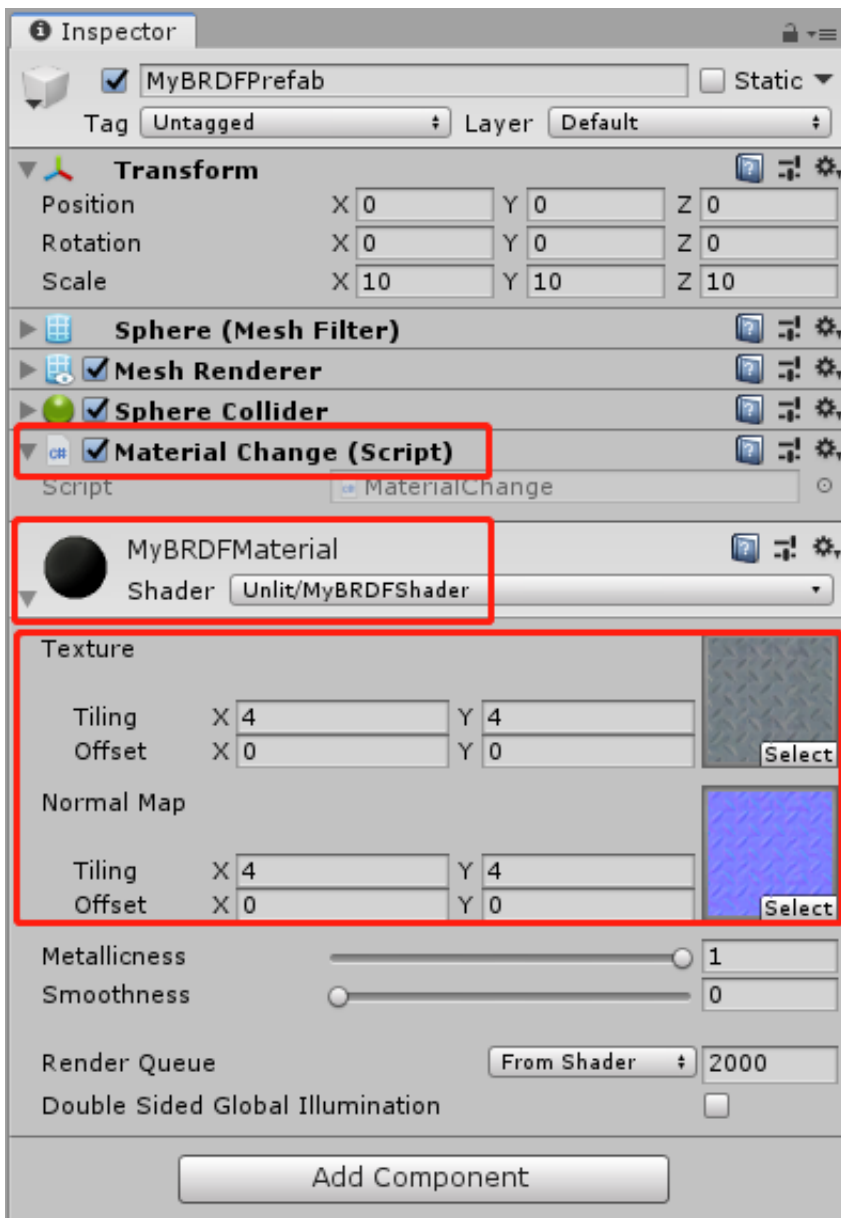 Inspector
MyBRDFPrefab Static
Tag Untagged Layer Default
Transform
Position X 0 Y 0 Z 0
Rotation X 0 Y 0 Z 0
Scale X 10 Y 10 Z 10
Sphere (Mesh Filter)
Mesh Renderer
Sphere Collider
c# Material Change (Script)
Script c# MaterialChange
MyBRDFMaterial
Shader Unlit/MyBRDFShader
Texture
Tiling X 4 Y 4
Offset X 0 Y 0 Select
Normal Map
Tiling X 4 Y 4
Offset X 0 Y 0 Select
Metallicness 1
Smoothness 0
Render Queue From Shader 2000
Double Sided Global Illumination
Add Component